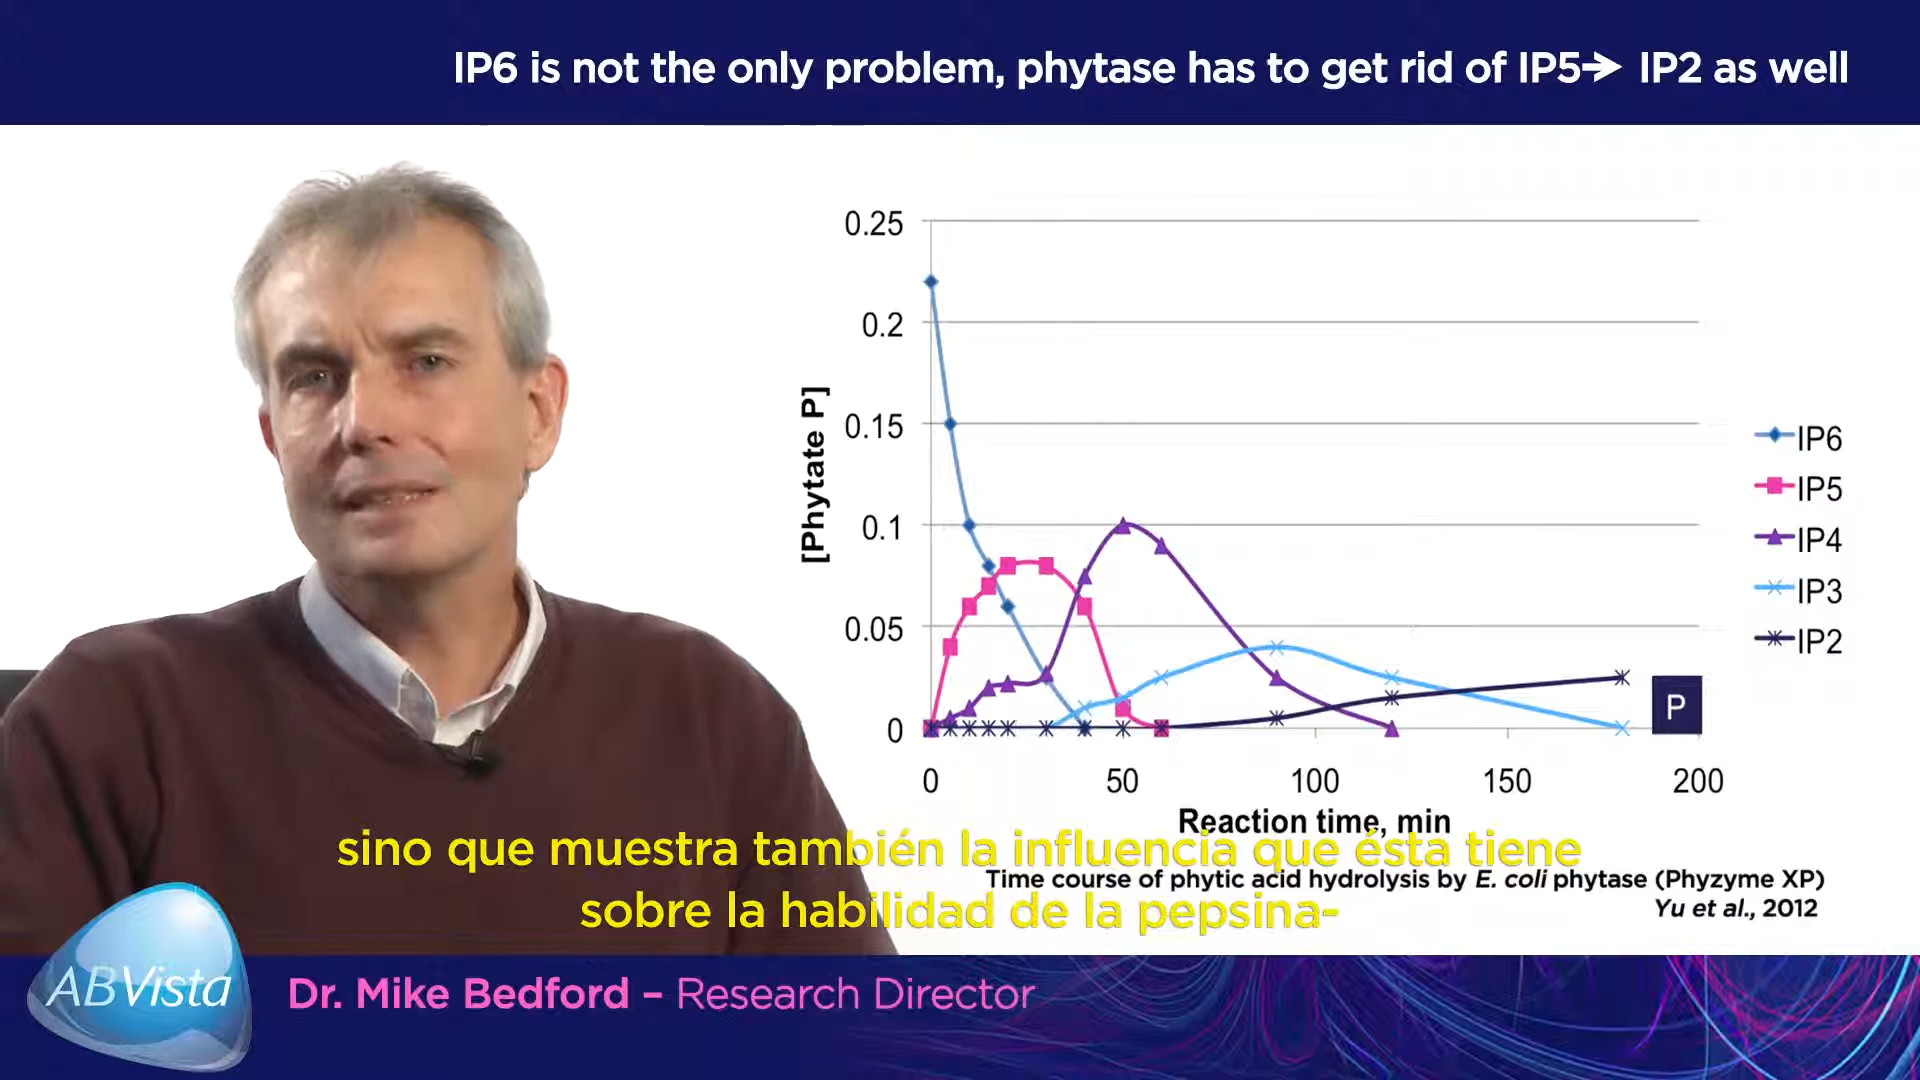 IP6 is not the only problem, phytase has to get rid of IP5→ IP2 as well
0.25
0.2
0.15
0.1
0.05
0
[Phytate P]
0 50 100 150 200
Reaction time, min
IP6
IP5
IP4
IP3
IP2
P
sino que muestra también la influencia que ésta tiene
sobre la habilidad de la pepsina-
Time course of phytic acid hydrolysis by E. coli phytase (Phyzyme XP)
Yu et al., 2012
ABVista
Dr. Mike Bedford – Research Director